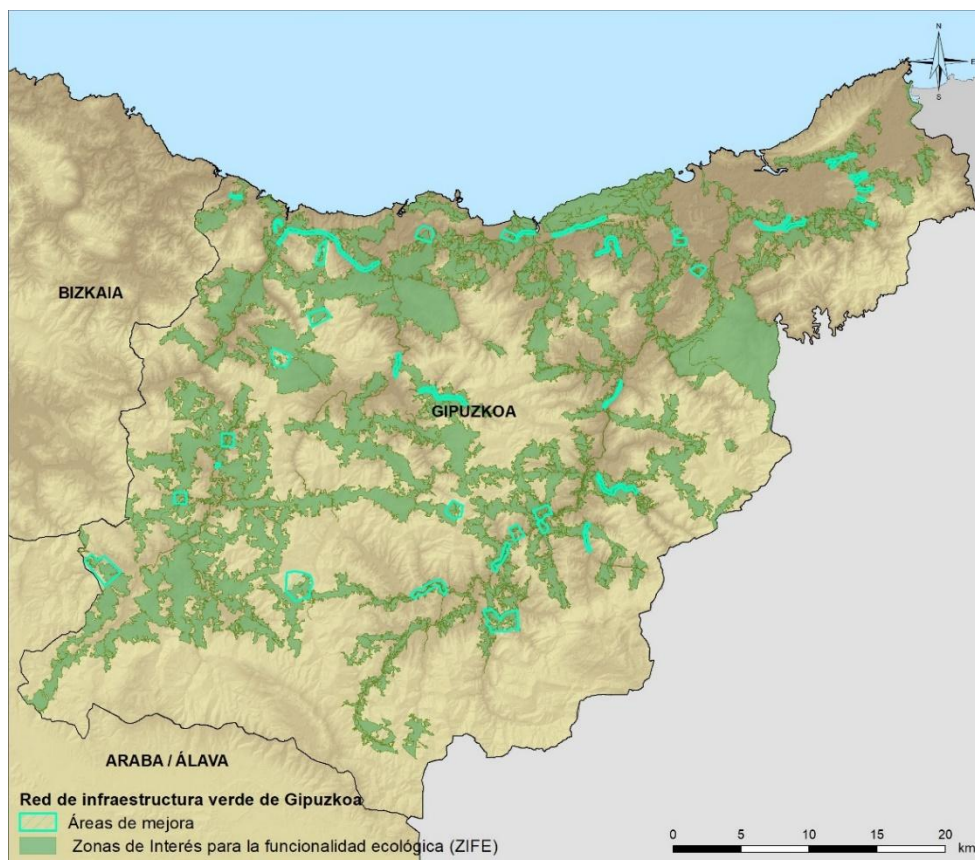 N
W
E
S
BIZKAIA
GIPUZKOA
ARABA / ÁLAVA
Red de infraestructura verde de Gipuzkoa
Áreas de mejora
Zonas de Interés para la funcionalidad ecológica (ZIFE)
0 5 10 15 20
km